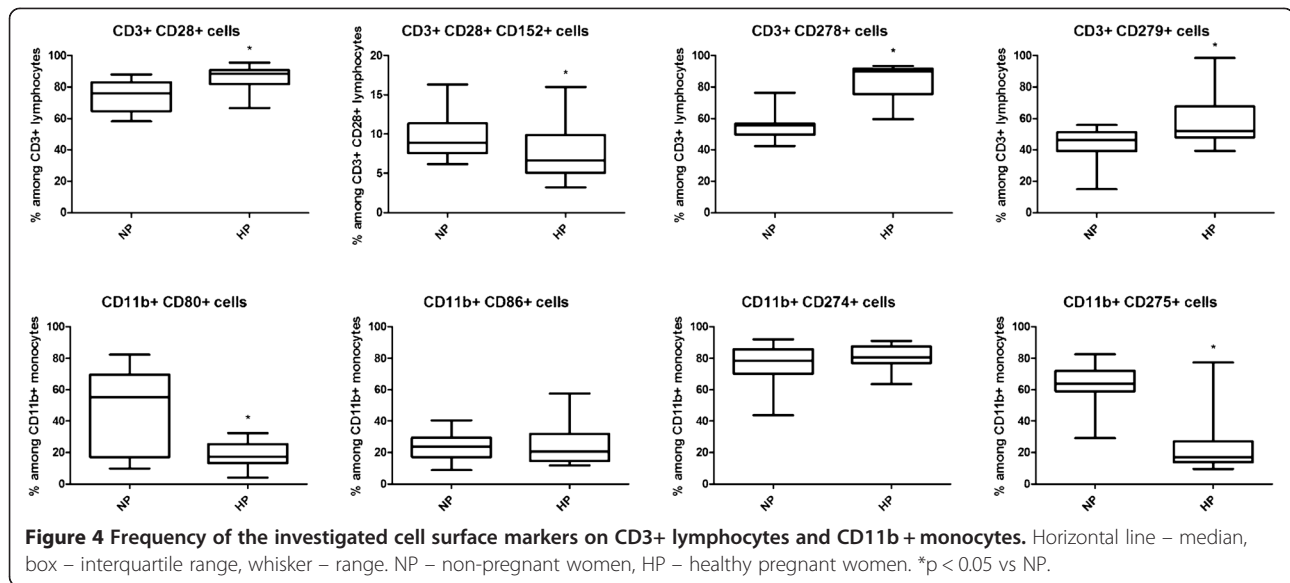 CD3+ CD28+ cells
% among CD3+ lymphocytes
100
80
60
40
20
0
*
NP
HP
CD3+ CD28+ CD152+ cells
% among CD3+ CD28+ lymphocytes
20
15
10
5
0
*
NP
HP
CD3+ CD278+ cells
% among CD3+ lymphocytes
100
80
60
40
20
0
*
NP
HP
CD3+ CD279+ cells
% among CD3+ lymphocytes
100
80
60
40
20
0
*
NP
HP
CD11b+ CD80+ cells
% among CD11b+ monocytes
100
80
60
40
20
0
*
NP
HP
CD11b+ CD86+ cells
% among CD11b+ monocytes
100
80
60
40
20
0
NP
HP
CD11b+ CD274+ cells
% among CD11b+ monocytes
100
80
60
40
20
0
NP
HP
CD11b+ CD275+ cells
% among CD11b+ monocytes
100
80
60
40
20
0
*
NP
HP
Figure 4 Frequency of the investigated cell surface markers on CD3+ lymphocytes and CD11b + monocytes. Horizontal line – median,
box – interquartile range, whisker – range. NP – non-pregnant women, HP – healthy pregnant women. *p < 0.05 vs NP.